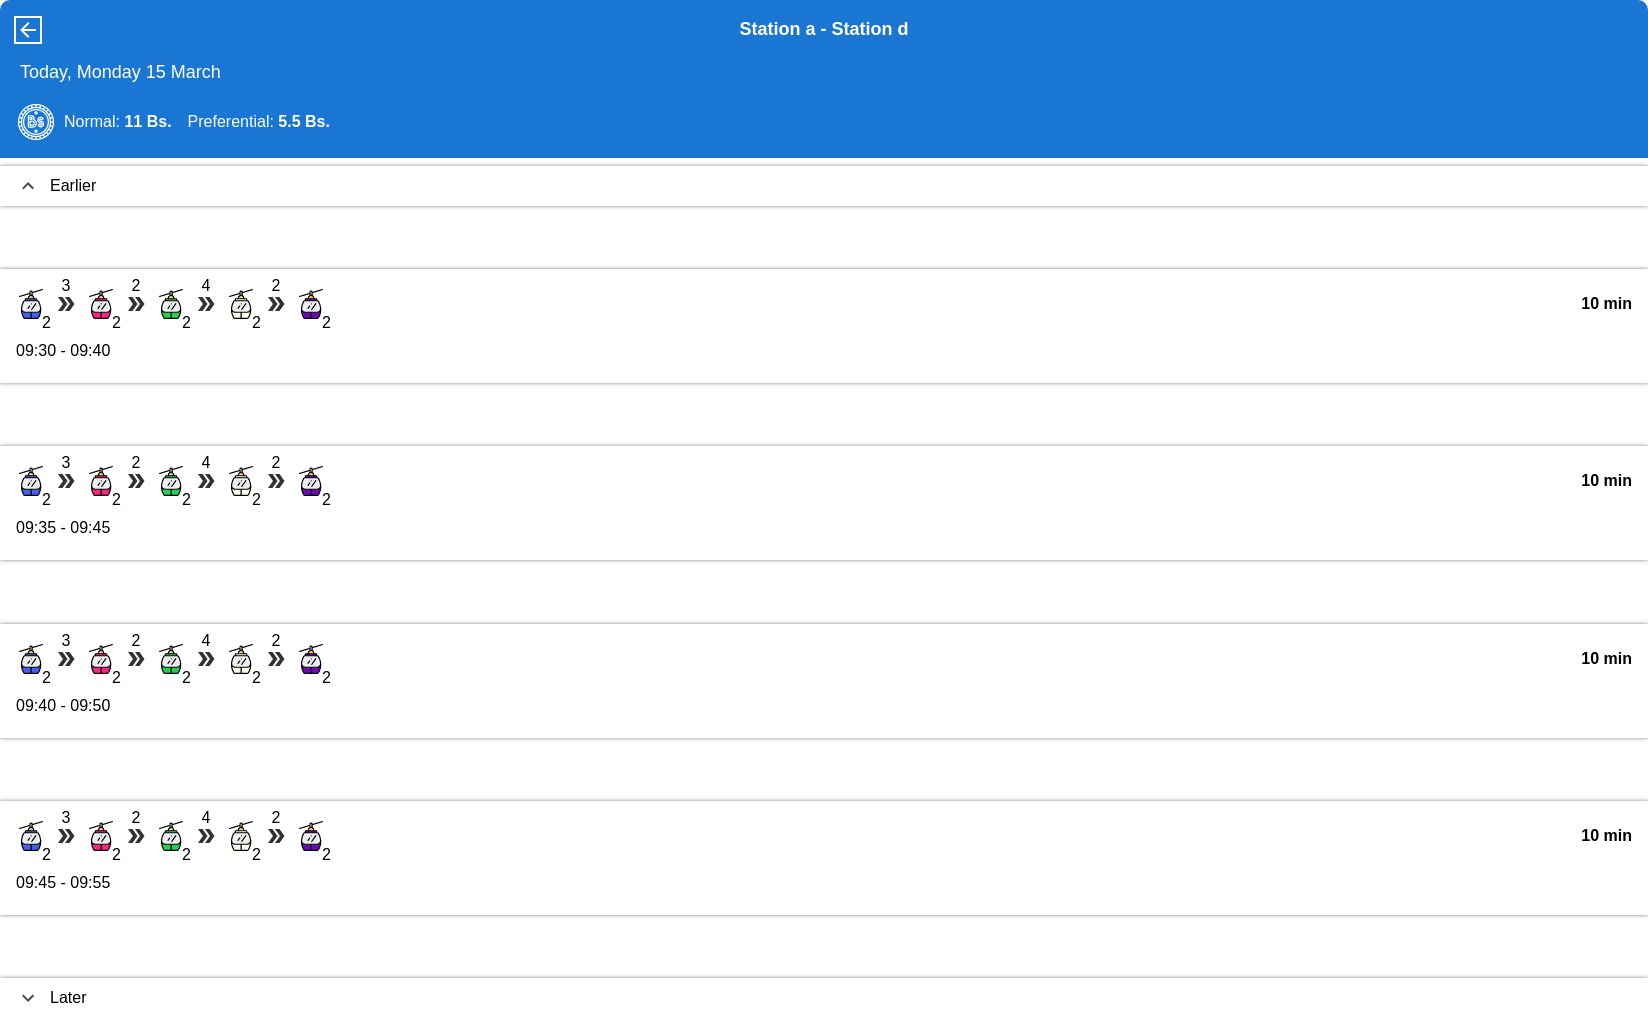 Station a - Station d
Today, Monday 15 March
Bs Normal: 11 Bs. Preferential: 5.5 Bs.
Earlier
3 2 4 2
10 min
2 2 2 2 2
09:30 - 09:40
3 2 4 2
10 min
2 2 2 2 2
09:35 - 09:45
3 2 4 2
10 min
2 2 2 2 2
09:40 - 09:50
3 2 4 2
10 min
2 2 2 2 2
09:45 - 09:55
Later